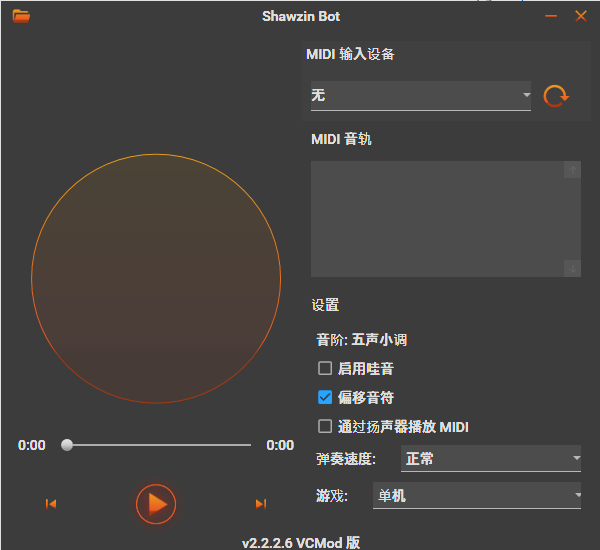 Shawzin Bot
MIDI 输入设备
无
MIDI 音轨
设置
音阶: 五声小调
启用哇音
偏移音符
通过扬声器播放 MIDI
0:00
0:00
弹奏速度:
正常
游戏:
单机
v2.2.2.6 VCMod 版